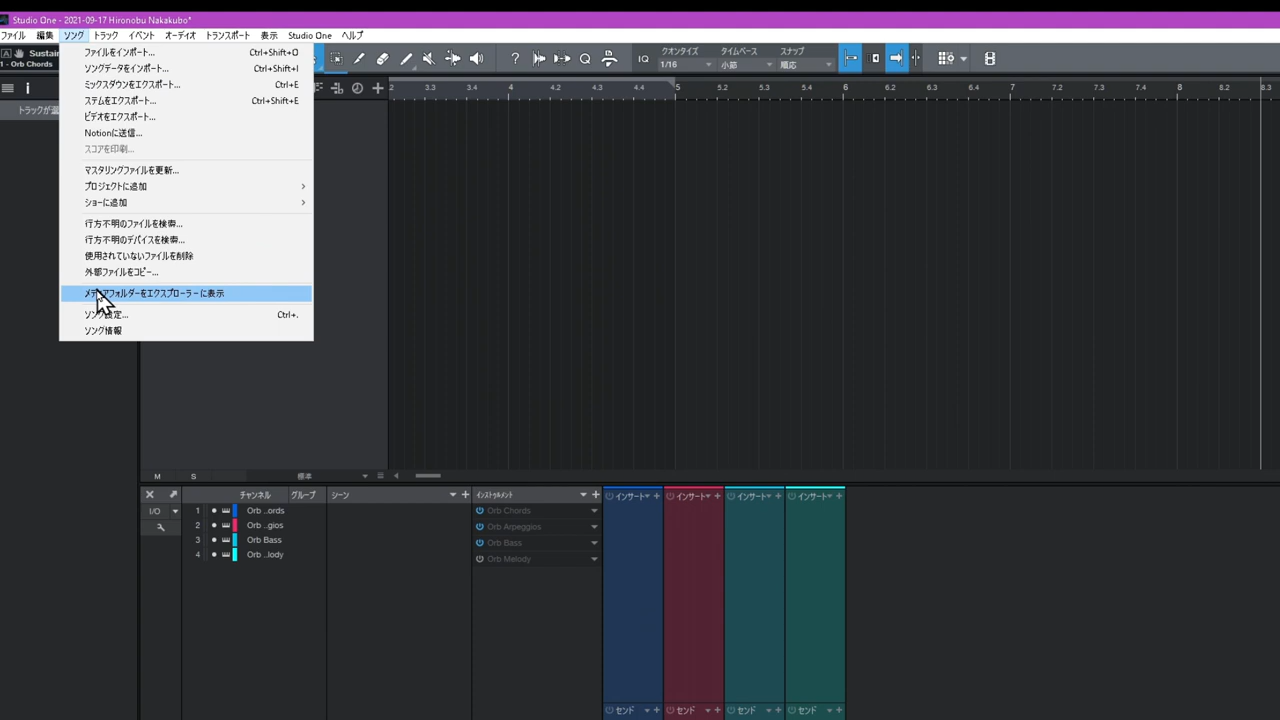 Studio One - 2021-09-17 Hironobu Nakakubo*
ファイル 編集 ソング トラック イベント オーディオ トランスポート 表示 Studio One ヘルプ
Sustain
1 - Orb Chords
ファイルをインポート... Ctrl+Shift+O
ソングデータをインポート... Ctrl+Shift+I
ミックスダウンをエクスポート... Ctrl+E
ステムをエクスポート... Ctrl+Shift+E
ビデオをエクスポート...
Notionに送信...
スコアを印刷...
マスタリングファイルを更新...
プロジェクトに追加
ショーに追加
行方不明のファイルを検索...
行方不明のデバイスを検索...
使用されていないファイルを削除
外部ファイルをコピー...
メディアフォルダーをエクスプローラーに表示
ソング設定... Ctrl+.
ソング情報
IQ
クオンタイズ
1/16
タイムベース
小節
スナップ
順応
トラックが
2 3.3 3.4 4 4.2 4.3 4.4 5 5.2 5.3 5.4 6 6.2 6.3 6.4 7 7.2 7.3 7.4 8 8.2 8.3
M S 標準
I/O
チャンネル グループ シーン インストゥルメント
1 Orb ..ords
2 Orb ..gios
3 Orb Bass
4 Orb ..lody
Orb Chords
Orb Arpeggios
Orb Bass
Orb Melody
インサート インサート インサート インサート
センド センド センド センド